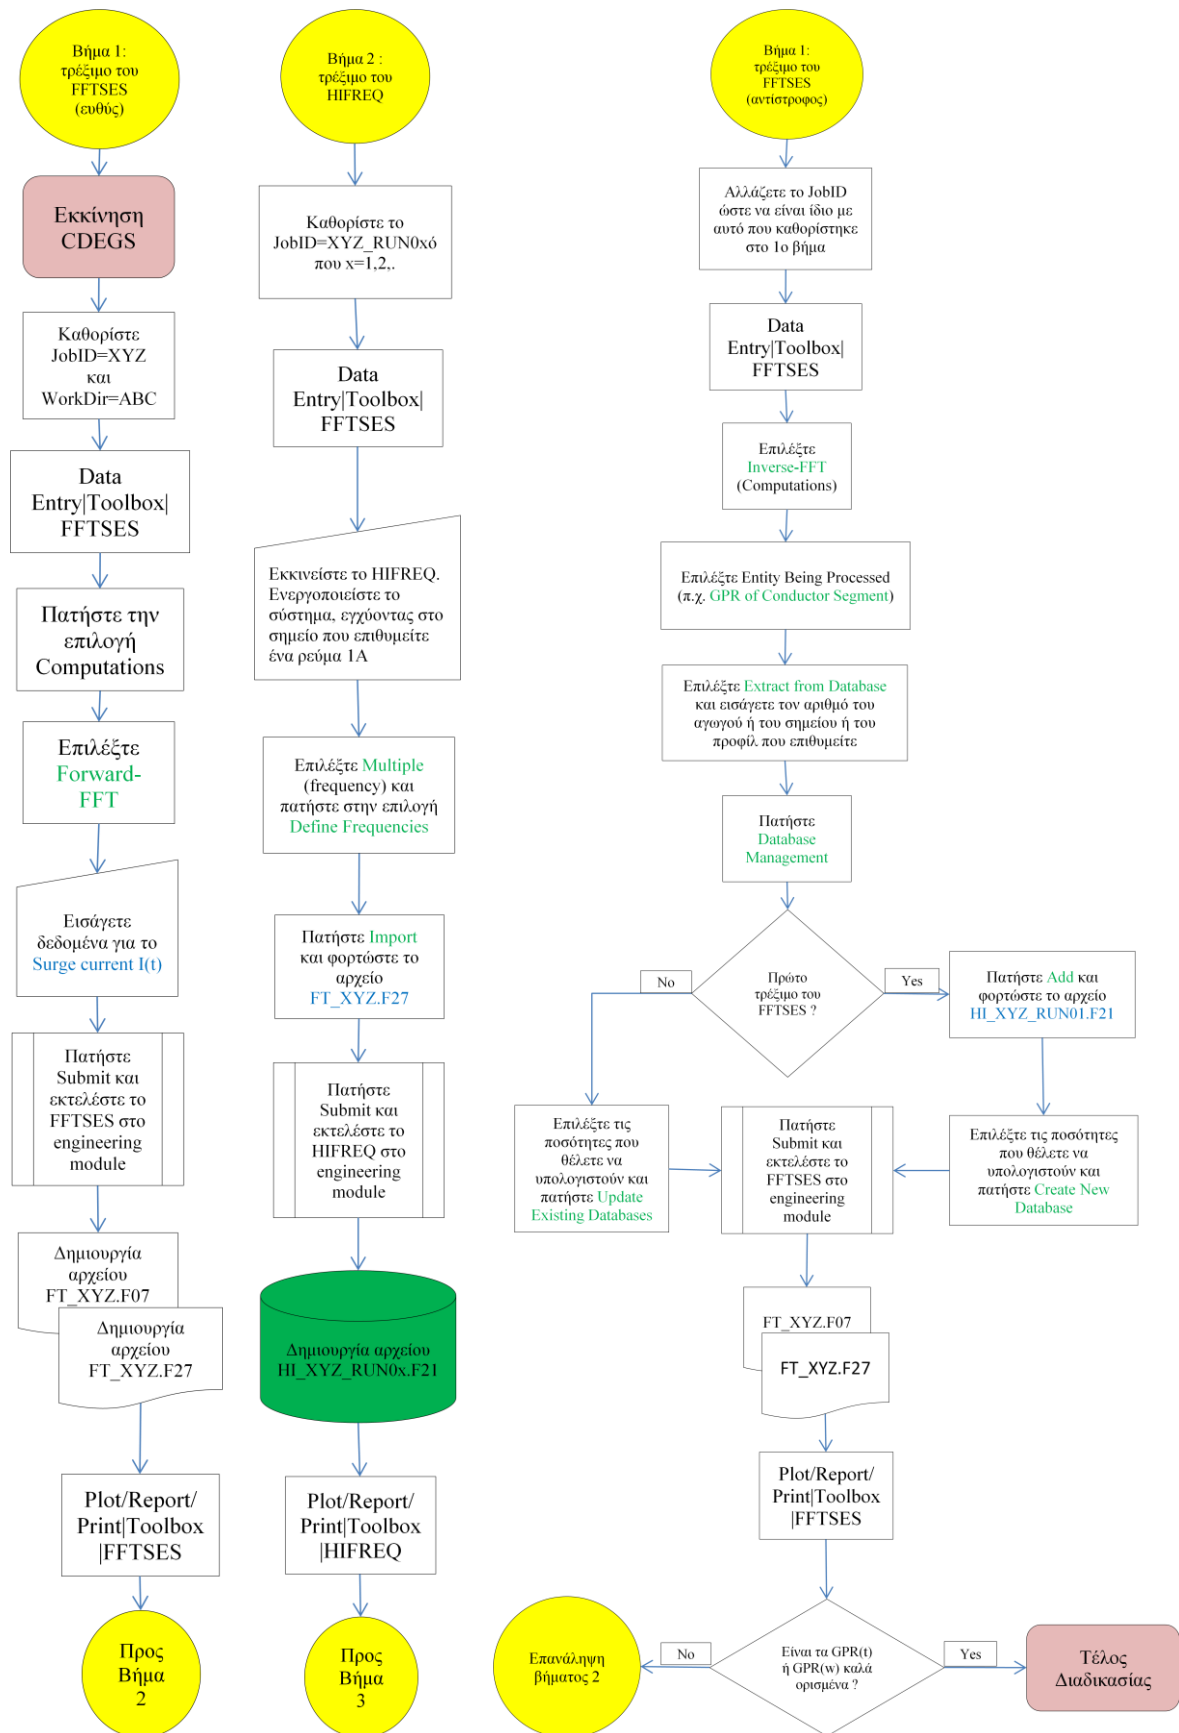 Βήμα 1:
τρέξιμο του
FFTSES
(ευθύς)
Εκκίνηση
CDEGS
Καθορίστε
JobID=XYZ
και
WorkDir=ABC
Data
Entry|Toolbox|
FFTSES
Πατήστε την
επιλογή
Computations
Επιλέξτε
Forward-
FFT
Εισάγετε
δεδομένα για το
Surge current I(t)
Πατήστε
Submit και
εκτελέστε το
FFTSES στο
engineering
module
Δημιουργία
αρχείου
FT_XYZ.F07
Δημιουργία
αρχείου
FT_XYZ.F27
Plot/Report/
Print|Toolbox
|FFTSES
Προς
Βήμα
2
Βήμα 2 :
τρέξιμο του
HIFREQ
Καθορίστε το
JobID=XYZ_RUN0xό
που x=1,2,.
Data
Entry|Toolbox|
FFTSES
Εκκινείστε το HIFREQ.
Ενεργοποιείστε το
σύστημα, εγχύοντας στο
σημείο που επιθυμείτε
ένα ρεύμα 1Α
Επιλέξτε Multiple
(frequency) και
πατήστε στην επιλογή
Define Frequencies
Πατήστε Import
και φορτώστε το
αρχείο
FT_XYZ.F27
Πατήστε
Submit και
εκτελέστε το
HIFREQ στο
engineering
module
Δημιουργία αρχείου
HI_XYZ_RUN0x.F21
Plot/Report/
Print|Toolbox
|HIFREQ
Προς
Βήμα
3
Βήμα 1:
τρέξιμο του
FFTSES
(αντίστροφος)
Αλλάζετε το JobID
ώστε να είναι ίδιο με
αυτό που καθορίστηκε
στο 1ο βήμα
Data
Entry|Toolbox|
FFTSES
Επιλέξτε
Inverse-FFT
(Computations)
Επιλέξτε Entity Being Processed
(π.χ. GPR of Conductor Segment)
Επιλέξτε Extract from Database
και εισάγετε τον αριθμό του
αγωγού ή του σημείου ή του
προφίλ που επιθυμείτε
Πατήστε
Database
Management
Πρώτο
τρέξιμο του
FFTSES ?
No
Yes
Πατήστε Add και
φορτώστε το αρχείο
HI_XYZ_RUN01.F21
Επιλέξτε τις
ποσότητες που
θέλετε να
υπολογιστούν και
πατήστε Update
Existing Databases
Πατήστε
Submit και
εκτελέστε το
FFTSES στο
engineering
module
Επιλέξτε τις ποσότητες
που θέλετε να
υπολογιστούν και
πατήστε Create New
Database
FT_XYZ.F07
FT_XYZ.F27
Plot/Report/
Print|Toolbox
|FFTSES
Είναι τα GPR(t)
ή GPR(w) καλά
ορισμένα ?
No
Yes
Επανάληψη
βήματος 2
Τέλος
Διαδικασίας